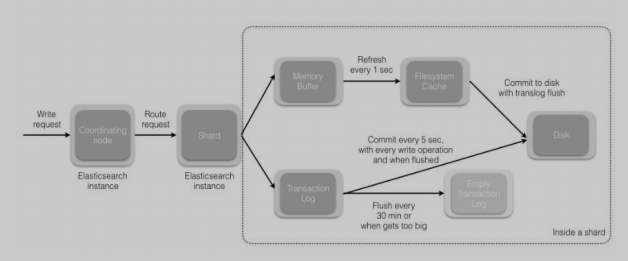 Write
request
Coordinating
node
Elasticsearch
instance
Route
request
Shard
Elasticsearch
instance
Memory
Buffer
Refresh
every 1 sec
Filesystem
Cache
Commit to disk
with translog flush
Disk
Commit every 5 sec,
with every write operation
and when flushed
Transaction
Log
Flush every
30 min or
when gets too big
Empty
Transaction
Log
Inside a shard